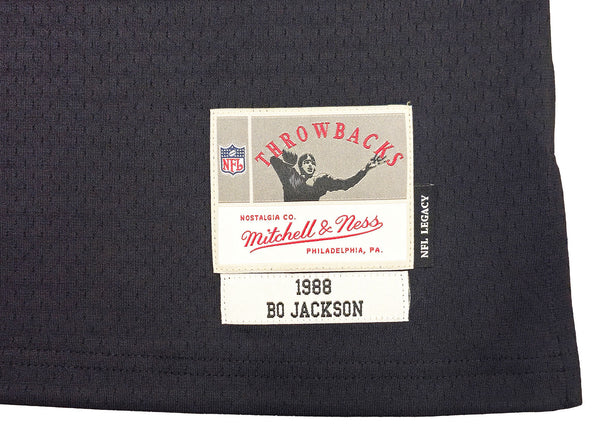 THROWBACKS
NFL
NOSTALGIA CO.
Mitchell & Ness
PHILADELPHIA, PA.
NFL LEGACY
1988
BO JACKSON